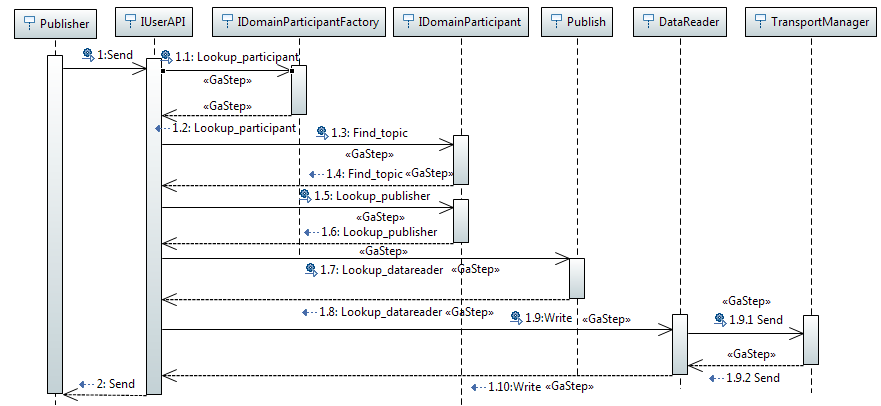 Publisher
IUserAPI
IDomainParticipantFactory
IDomainParticipant
Publish
DataReader
TransportManager
1:Send
1.1: Lookup_participant
«GaStep»
«GaStep»
1.2: Lookup_participant
1.3: Find_topic
«GaStep»
1.4: Find_topic «GaStep»
1.5: Lookup_publisher
«GaStep»
1.6: Lookup_publisher
«GaStep»
1.7: Lookup_datareader «GaStep»
1.8: Lookup_datareader «GaStep»
1.9:Write «GaStep»
«GaStep»
1.9.1 Send
«GaStep»
1.9.2 Send
1.10:Write «GaStep»
2: Send